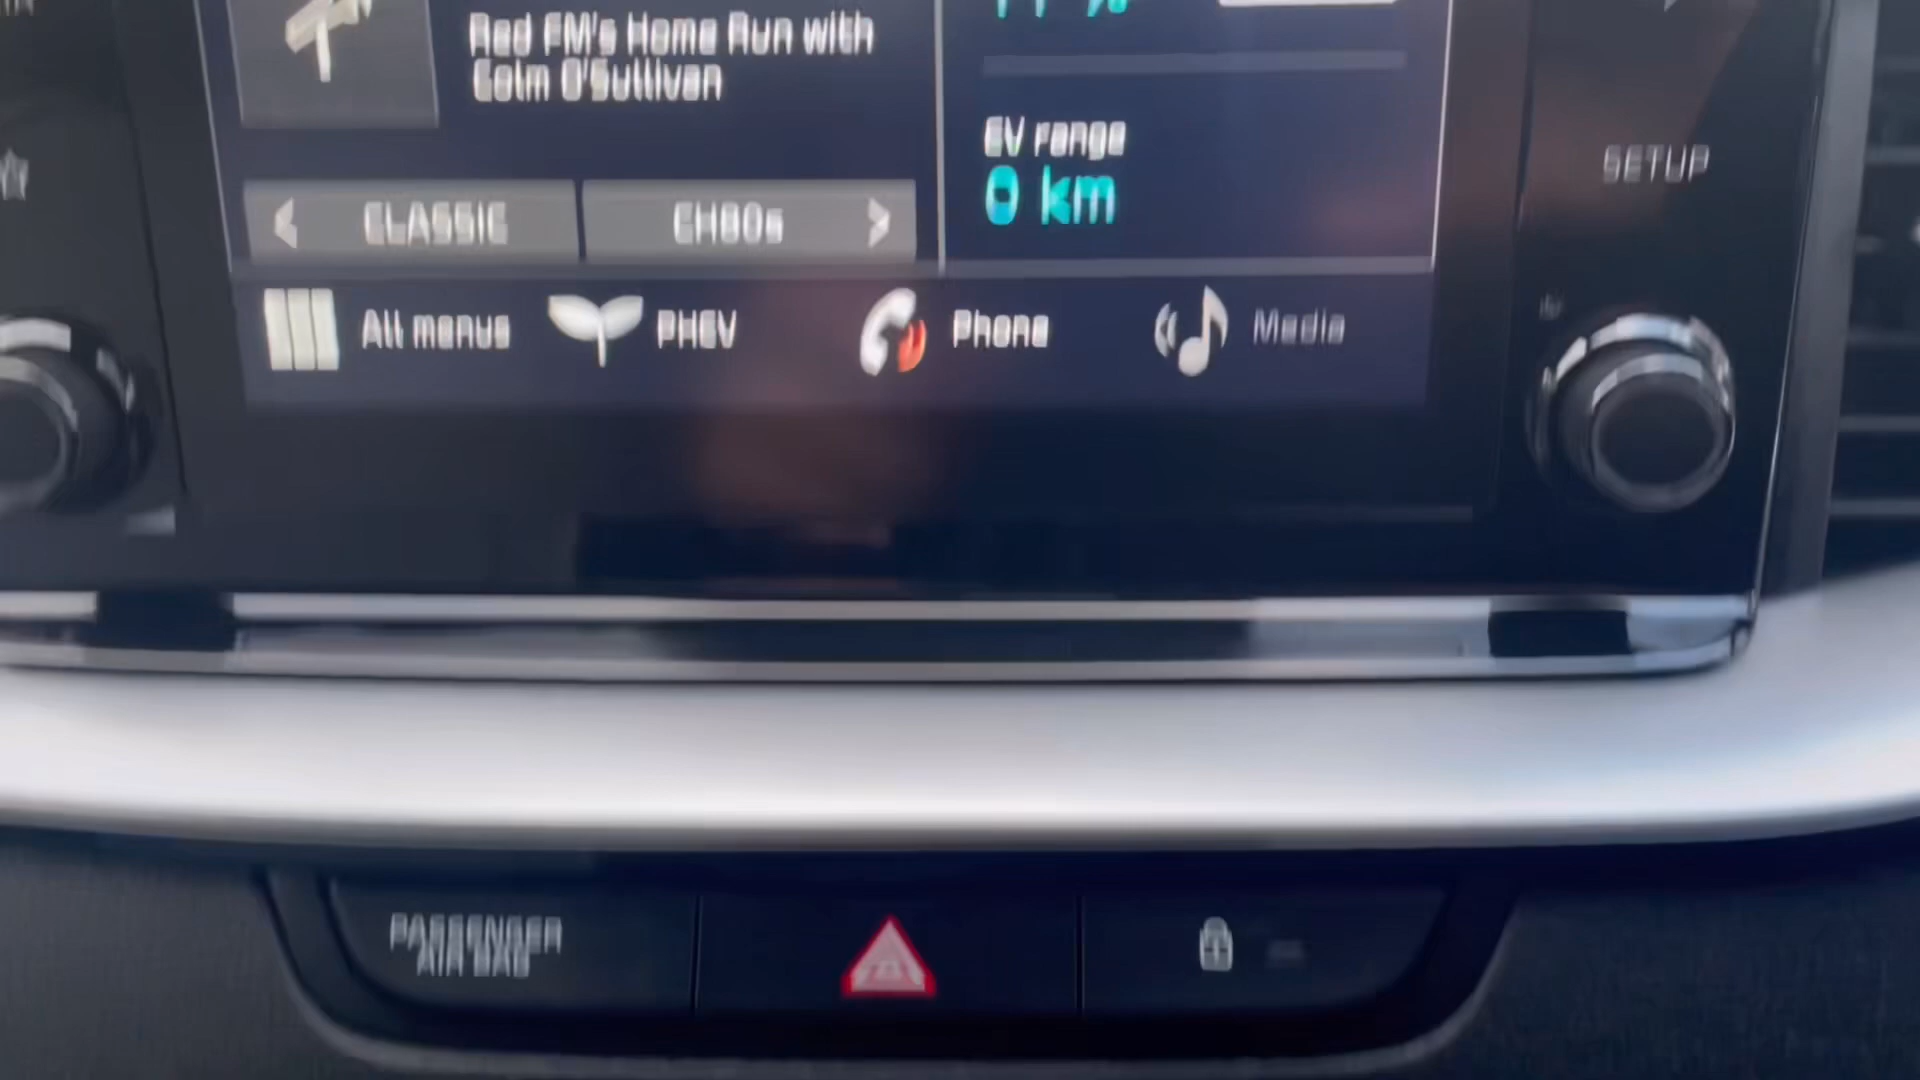 Red FM's Home Run with
Colm O'Sullivan
EV range
0 km
SETUP
CLASSIC
All menus
PHEV
Phone
Media
PASSENGER
AIR BAG